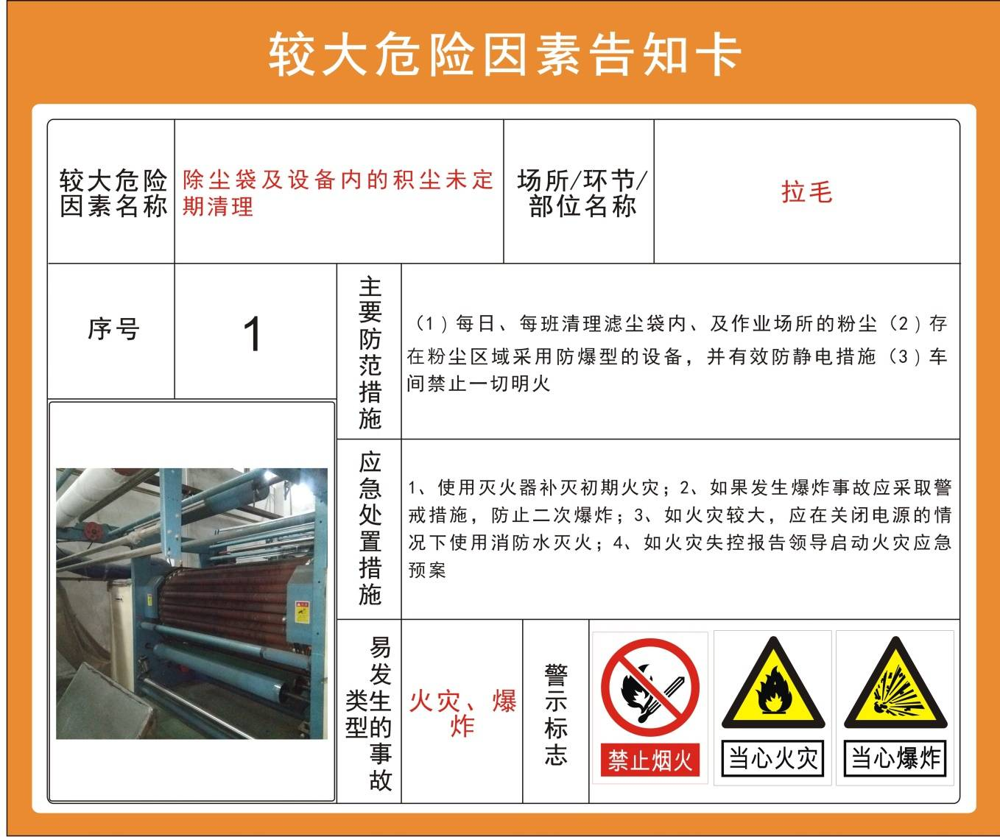 较大危险因素告知卡
较大危险
因素名称
除尘袋及设备内的积尘未定
期清理
场所/环节/
部位名称
拉毛
序号
1
主要防范措施
（1）每日、每班清理滤尘袋内、及作业场所的粉尘（2）存
在粉尘区域采用防爆型的设备，并有效防静电措施（3）车
间禁止一切明火
应急处置措施
1、使用灭火器补灭初期火灾；2、如果发生爆炸事故应采取警
戒措施，防止二次爆炸；3、如火灾较大，应在关闭电源的情
况下使用消防水灭火；4、如火灾失控报告领导启动火灾应急
预案
易发生的事故
类型
火灾、爆
炸
警示标志
禁止烟火
当心火灾
当心爆炸